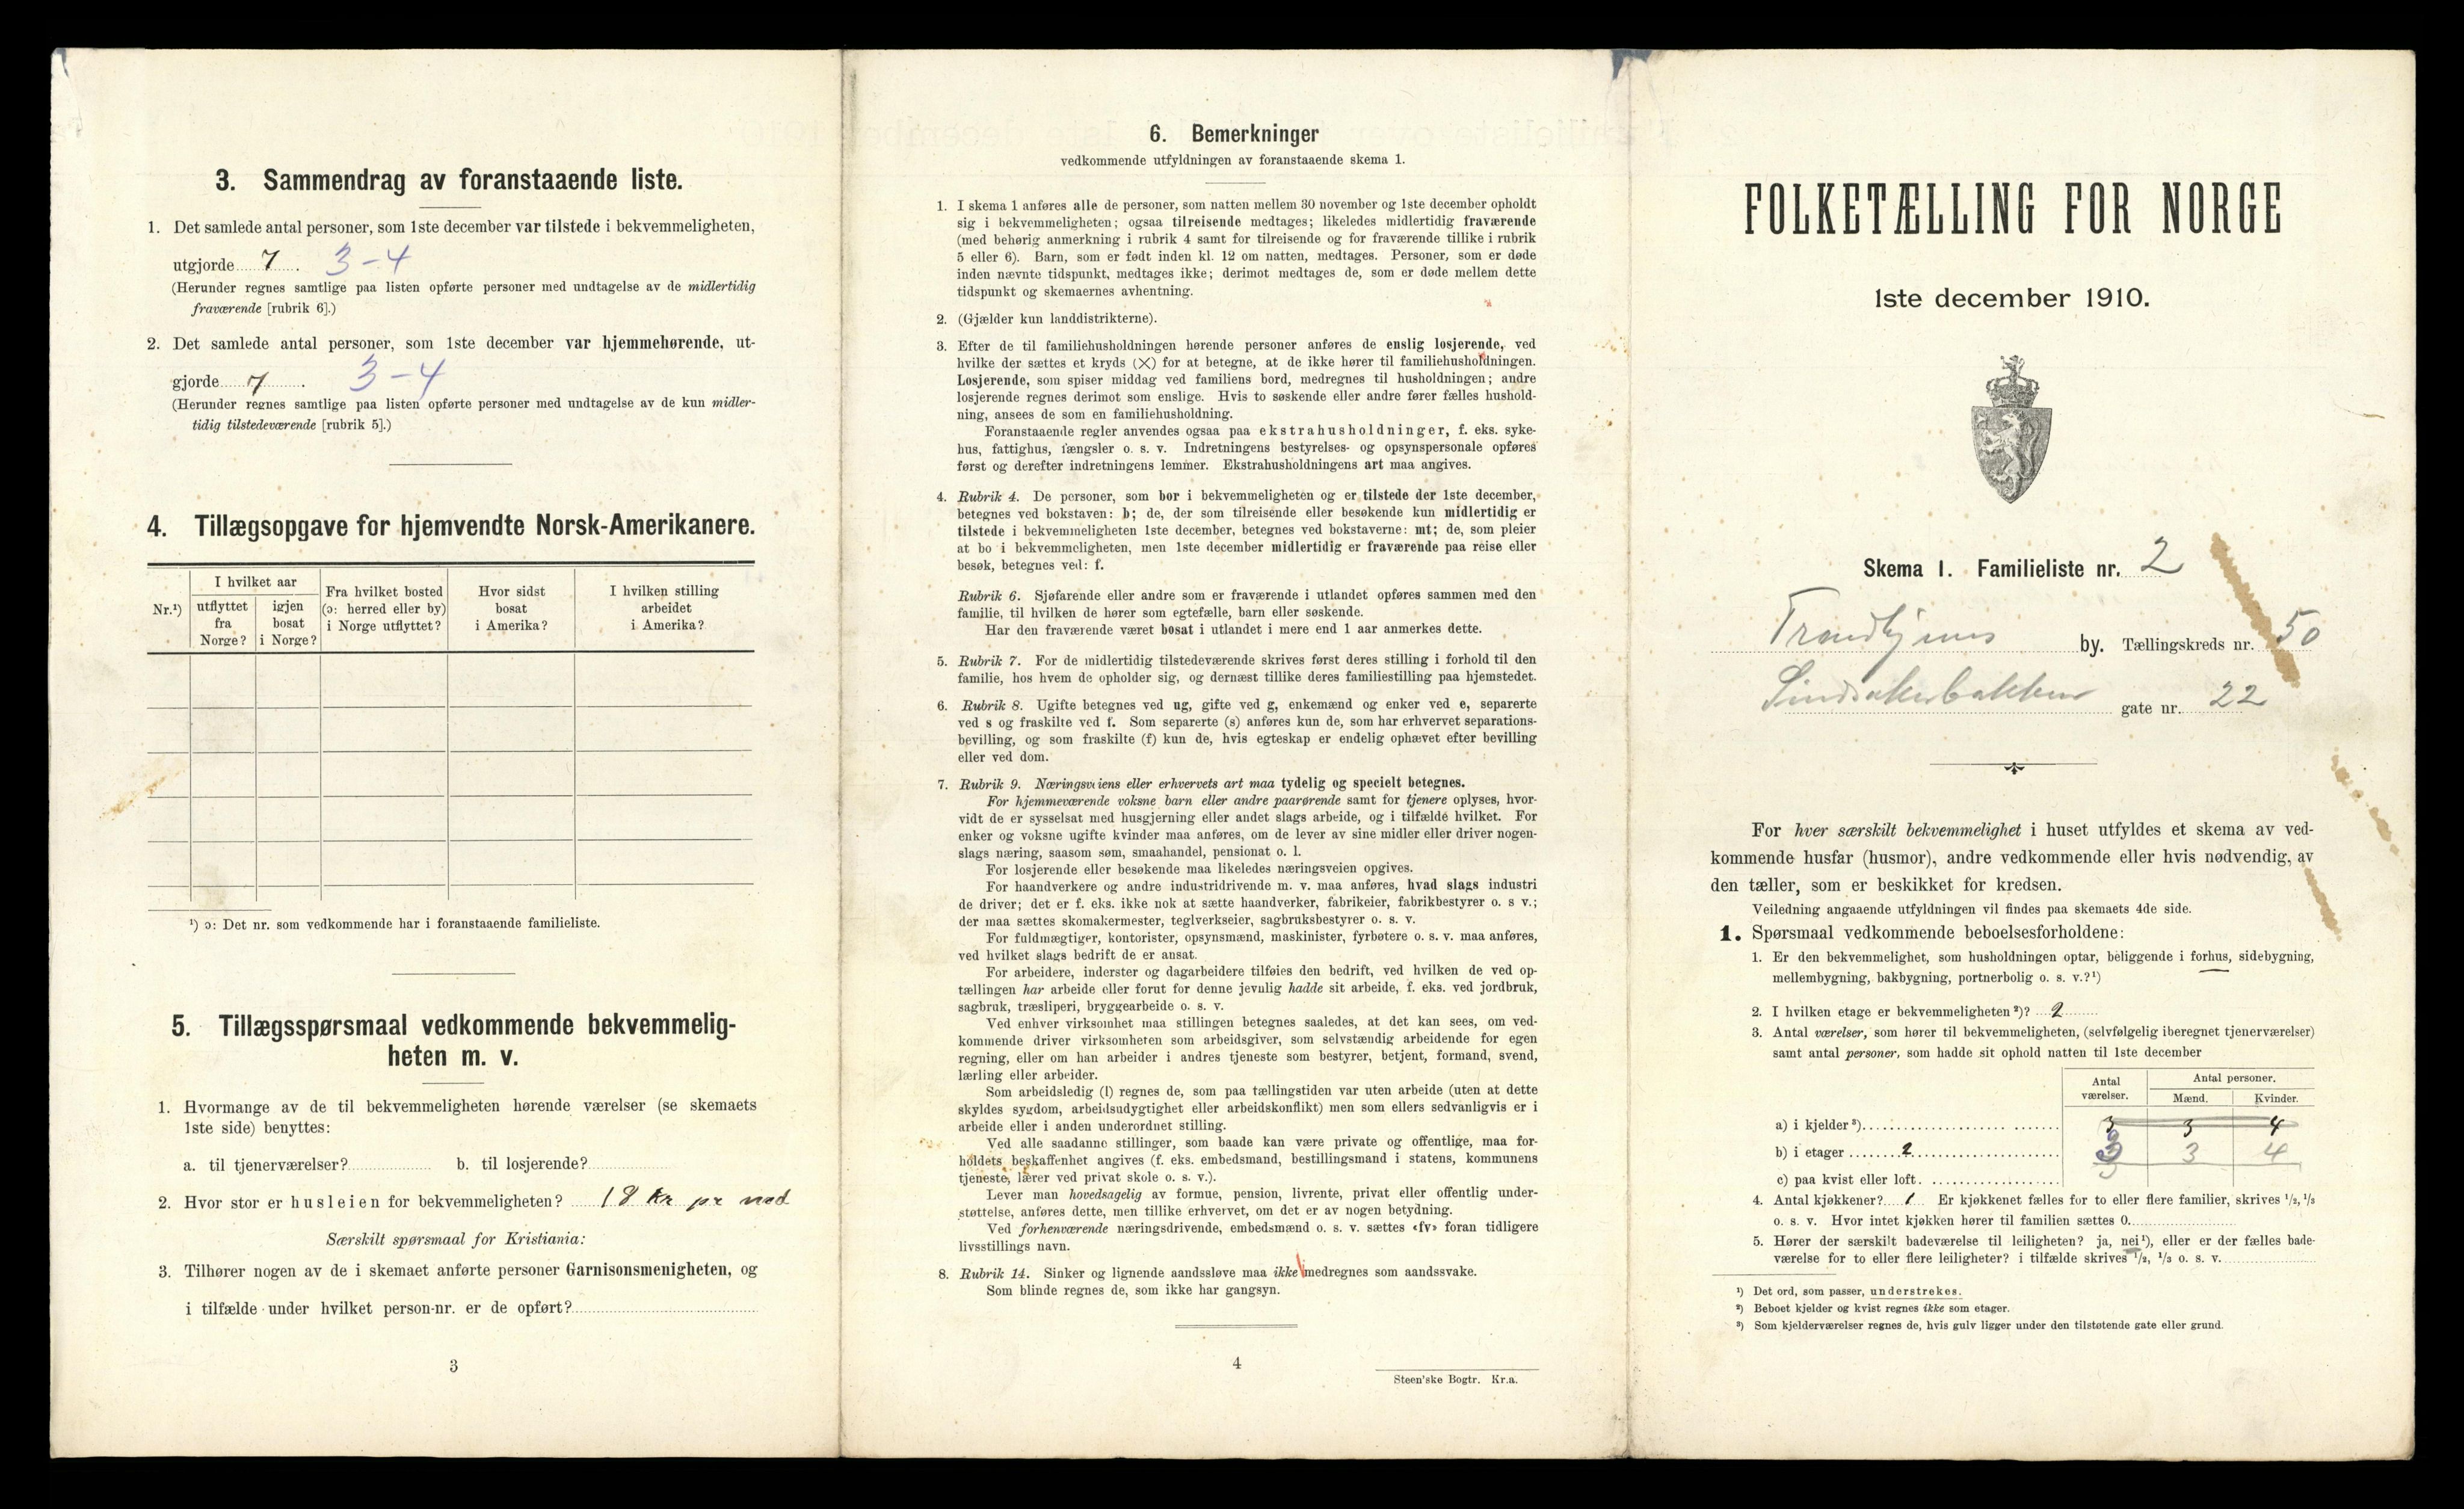 3. Sammendrag av foranstaaende liste.
1. Det samlede antal personer, som 1ste december var tilstede i bekvemmeligheten,
utgjorde 7 . 3-4
(Herunder regnes samtlige paa listen opførte personer med undtagelse av de midlertidig
fraværende [rubrik 6].)
2. Det samlede antal personer, som 1ste december var hjemmehørende, ut-
gjorde 7 . 3-4
(Herunder regnes samtlige paa listen opførte personer med undtagelse av de kun midler-
tidig tilstedeværende [rubrik 5].)
4. Tillægsopgave for hjemvendte Norsk-Amerikanere.
Nr.¹)
I hvilket aar
utflyttet
fra
Norge?
igjen
bosat
i Norge?
Fra hvilket bosted
(ɔ: herred eller by)
i Norge utflyttet?
Hvor sidst
bosat
i Amerika?
I hvilken stilling
arbeidet
i Amerika?
¹) ɔ: Det nr. som vedkommende har i foranstaaende familieliste.
5. Tillægsspørsmaal vedkommende bekvemmelig-
heten m. v.
1. Hvormange av de til bekvemmeligheten hørende værelser (se skemaets
1ste side) benyttes:
a. til tjenerværelser? b. til losjerende?
2. Hvor stor er husleien for bekvemmeligheten? 18 kr pr mnd
Særskilt spørsmaal for Kristiania:
3. Tilhører nogen av de i skemaet anførte personer Garnisonsmenigheten, og
i tilfælde under hvilket person-nr. er de opført?
3
6. Bemerkninger
vedkommende utfyldningen av foranstaaende skema 1.
1. I skema 1 anføres alle de personer, som natten mellem 30 november og 1ste december opholdt
sig i bekvemmeligheten; ogsaa tilreisende medtages; likeledes midlertidig fraværende
(med behørig anmerkning i rubrik 4 samt for tilreisende og for fraværende tillike i rubrik
5 eller 6). Barn, som er født inden kl. 12 om natten, medtages. Personer, som er døde
inden nævnte tidspunkt, medtages ikke; derimot medtages de, som er døde mellem dette
tidspunkt og skemaernes avhentning.
2. (Gjælder kun landdistrikterne).
3. Efter de til familiehusholdningen hørende personer anføres de enslig losjerende, ved
hvilke der sættes et kryds (×) for at betegne, at de ikke hører til familiehusholdningen.
Losjerende, som spiser middag ved familiens bord, medregnes til husholdningen; andre
losjerende regnes derimot som enslige. Hvis to søskende eller andre fører fælles hushold-
ning, ansees de som en familiehusholdning.
Foranstaaende regler anvendes ogsaa paa ekstrahusholdninger, f. eks. syke-
hus, fattighus, fængsler o. s. v. Indretningens bestyrelses- og opsynspersonale opføres
først og derefter indretningens lemmer. Ekstrahusholdningens art maa angives.
4. Rubrik 4. De personer, som bor i bekvemmeligheten og er tilstede der 1ste december,
betegnes ved bokstaven: b; de, der som tilreisende eller besøkende kun midlertidig er
tilstede i bekvemmeligheten 1ste december, betegnes ved bokstaverne: mt; de, som pleier
at bo i bekvemmeligheten, men 1ste december midlertidig er fraværende paa reise eller
besøk, betegnes ved: f.
Rubrik 6. Sjøfarende eller andre som er fraværende i utlandet opføres sammen med den
familie, til hvilken de hører som egtefælle, barn eller søskende.
Har den fraværende været bosat i utlandet i mere end 1 aar anmerkes dette.
5. Rubrik 7. For de midlertidig tilstedeværende skrives først deres stilling i forhold til den
familie, hos hvem de opholder sig, og dernæst tillike deres familiestilling paa hjemstedet.
6. Rubrik 8. Ugifte betegnes ved ug, gifte ved g, enkemænd og enker ved e, separerte
ved s og fraskilte ved f. Som separerte (s) anføres kun de, som har erhvervet separations-
bevilling, og som fraskilte (f) kun de, hvis egteskap er endelig ophævet efter bevilling
eller ved dom.
7. Rubrik 9. Næringsveiens eller erhvervets art maa tydelig og specielt betegnes.
For hjemmeværende voksne barn eller andre paarørende samt for tjenere oplyses, hvor-
vidt de er sysselsat med husgjerning eller andet slags arbeide, og i tilfælde hvilket. For
enker og voksne ugifte kvinder maa anføres, om de lever av sine midler eller driver nogen-
slags næring, saasom søm, smaahandel, pensionat o. l.
For losjerende eller besøkende maa likeledes næringsveien opgives.
For haandverkere og andre industridrivende m. v. maa anføres, hvad slags industri
de driver; det er f. eks. ikke nok at sætte haandverker, fabrikeier, fabrikbestyrer o. s v.;
der maa sættes skomakermester, teglverkseier, sagbruksbestyrer o. s. v.
For fuldmægtiger, kontorister, opsynsmænd, maskinister, fyrbøtere o. s. v. maa anføres,
ved hvilket slags bedrift de er ansat.
For arbeidere, inderster og dagarbeidere tilføies den bedrift, ved hvilken de ved op-
tællingen har arbeide eller forut for denne jevnlig hadde sit arbeide, f. eks. ved jordbruk,
sagbruk, træsliperi, bryggearbeide o. s. v.
Ved enhver virksomhet maa stillingen betegnes saaledes, at det kan sees, om ved-
kommende driver virksomheten som arbeidsgiver, som selvstændig arbeidende for egen
regning, eller om han arbeider i andres tjeneste som bestyrer, betjent, formand, svend,
lærling eller arbeider.
Som arbeidsledig (l) regnes de, som paa tællingstiden var uten arbeide (uten at dette
skyldes sygdom, arbeidsudygtighet eller arbeidskonflikt) men som ellers sedvanligvis er i
arbeide eller i anden underordnet stilling.
Ved alle saadanne stillinger, som baade kan være private og offentlige, maa for-
holdets beskaffenhet angives (f. eks. embedsmand, bestillingsmand i statens, kommunens
tjeneste, lærer ved privat skole o. s. v.).
Lever man hovedsagelig av formue, pension, livrente, privat eller offentlig under-
støttelse, anføres dette, men tillike erhvervet, om det er av nogen betydning.
Ved forhenværende næringsdrivende, embedsmænd o. s. v. sættes «fv» foran tidligere
livsstillings navn.
8. Rubrik 14. Sinker og lignende aandssløve maa ikke medregnes som aandssvake.
Som blinde regnes de, som ikke har gangsyn.
4
Steen'ske Bogtr. Kr.a.
FOLKETÆLLING FOR NORGE
1ste december 1910.
Skema 1. Familieliste nr. 2
Trondhjems by. Tællingskreds nr. 50
Sindsakerbakken gate nr. 22
For hver særskilt bekvemmelighet i huset utfyldes et skema av ved-
kommende husfar (husmor), andre vedkommende eller hvis nødvendig, av
den tæller, som er beskikket for kredsen.
Veiledning angaaende utfyldningen vil findes paa skemaets 4de side.
1. Spørsmaal vedkommende beboelsesforholdene:
1. Er den bekvemmelighet, som husholdningen optar, beliggende i forhus, sidebygning,
mellembygning, bakbygning, portnerbolig o. s. v.?¹)
2. I hvilken etage er bekvemmeligheten²)? 2
3. Antal værelser, som hører til bekvemmeligheten, (selvfølgelig iberegnet tjenerværelser)
samt antal personer, som hadde sit ophold natten til 1ste december
Antal
værelser.
Antal personer.
Mænd. Kvinder.
a) i kjelder³) 3 3 4
b) i etager 2 3 3 4
c) paa kvist eller loft.
4. Antal kjøkkener? 1 Er kjøkkenet fælles for to eller flere familier, skrives 1/2, 1/3
o. s. v. Hvor intet kjøkken hører til familien sættes 0.
5. Hører der særskilt badeværelse til leiligheten? ja, nei¹), eller er der fælles bade-
værelse for to eller flere leiligheter? i tilfælde skrives 1/2, 1/3 o. s. v.
¹) Det ord, som passer, understrekes.
²) Beboet kjelder og kvist regnes ikke som etager.
³) Som kjelderværelser regnes de, hvis gulv ligger under den tilstøtende gate eller grund.